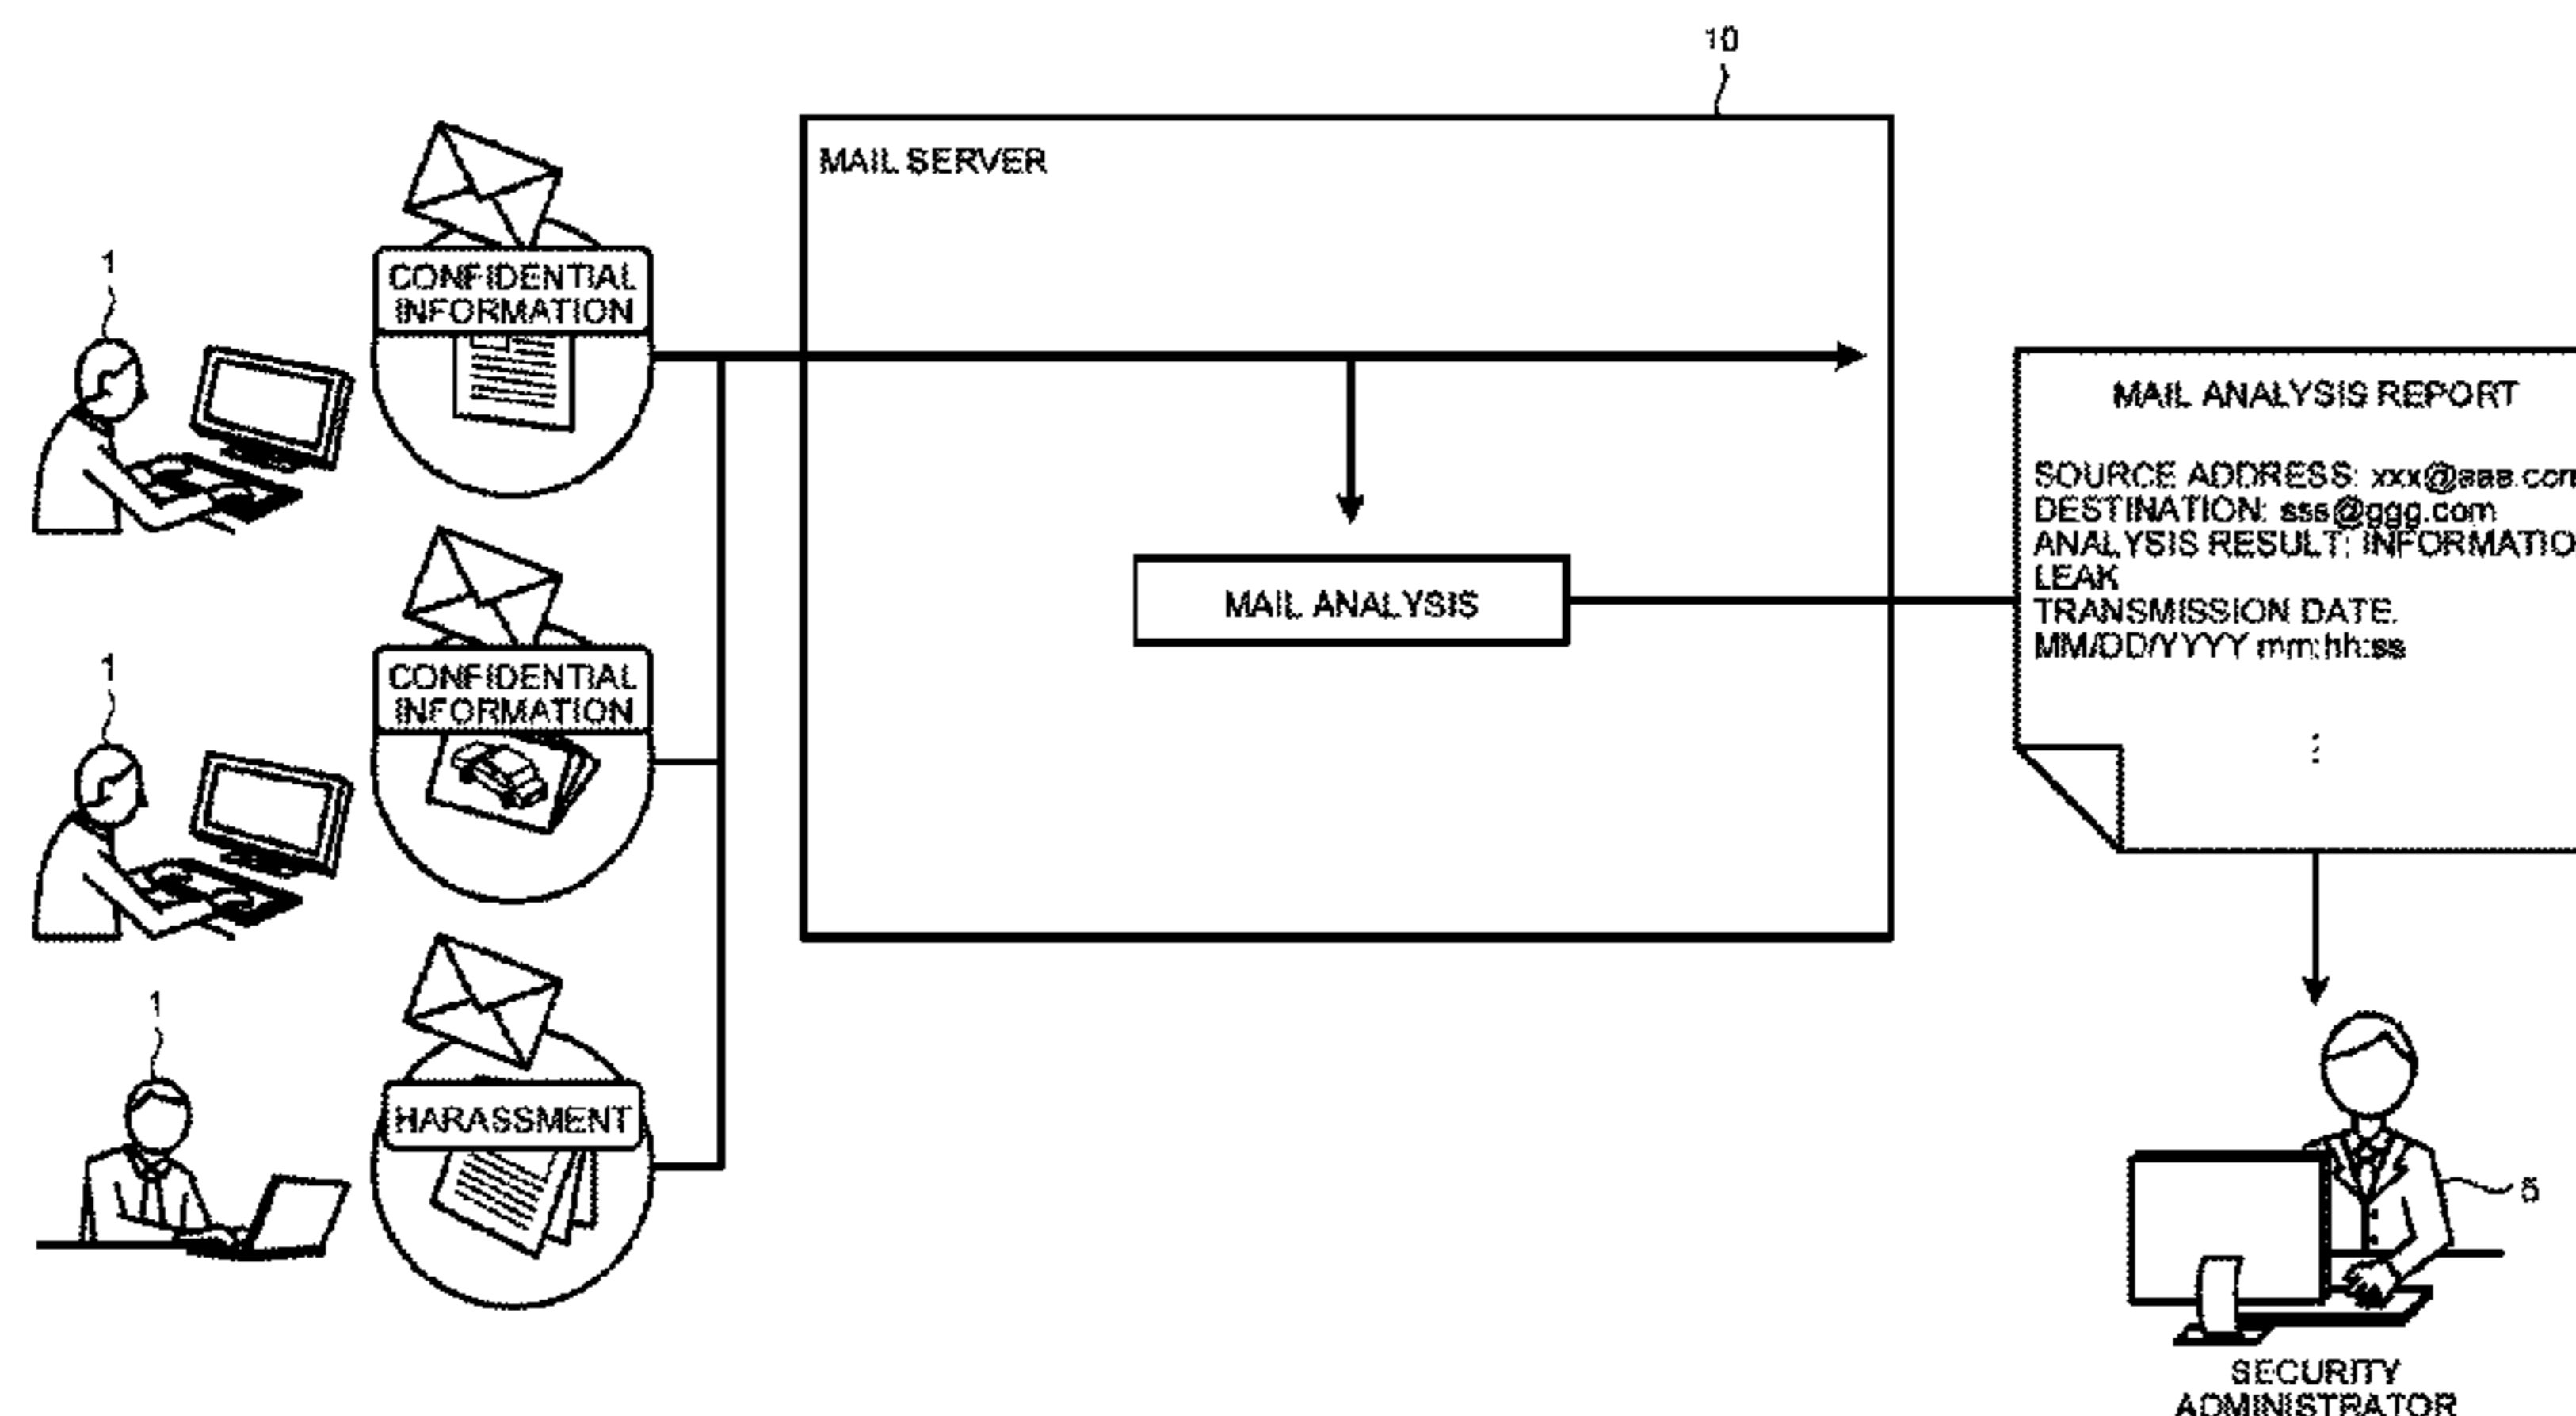 10
MAIL SERVER
1
CONFIDENTIAL
INFORMATION
1
CONFIDENTIAL
INFORMATION
1
HARASSMENT
MAIL ANALYSIS
MAIL ANALYSIS REPORT
SOURCE ADDRESS: xxx@aaa.com
DESTINATION: sss@ggg.com
ANALYSIS RESULT: INFORMATIO
LEAK
TRANSMISSION DATE:
MM/DD/YYYY mm:hh:ss
5
SECURITY
ADMINISTRATOR